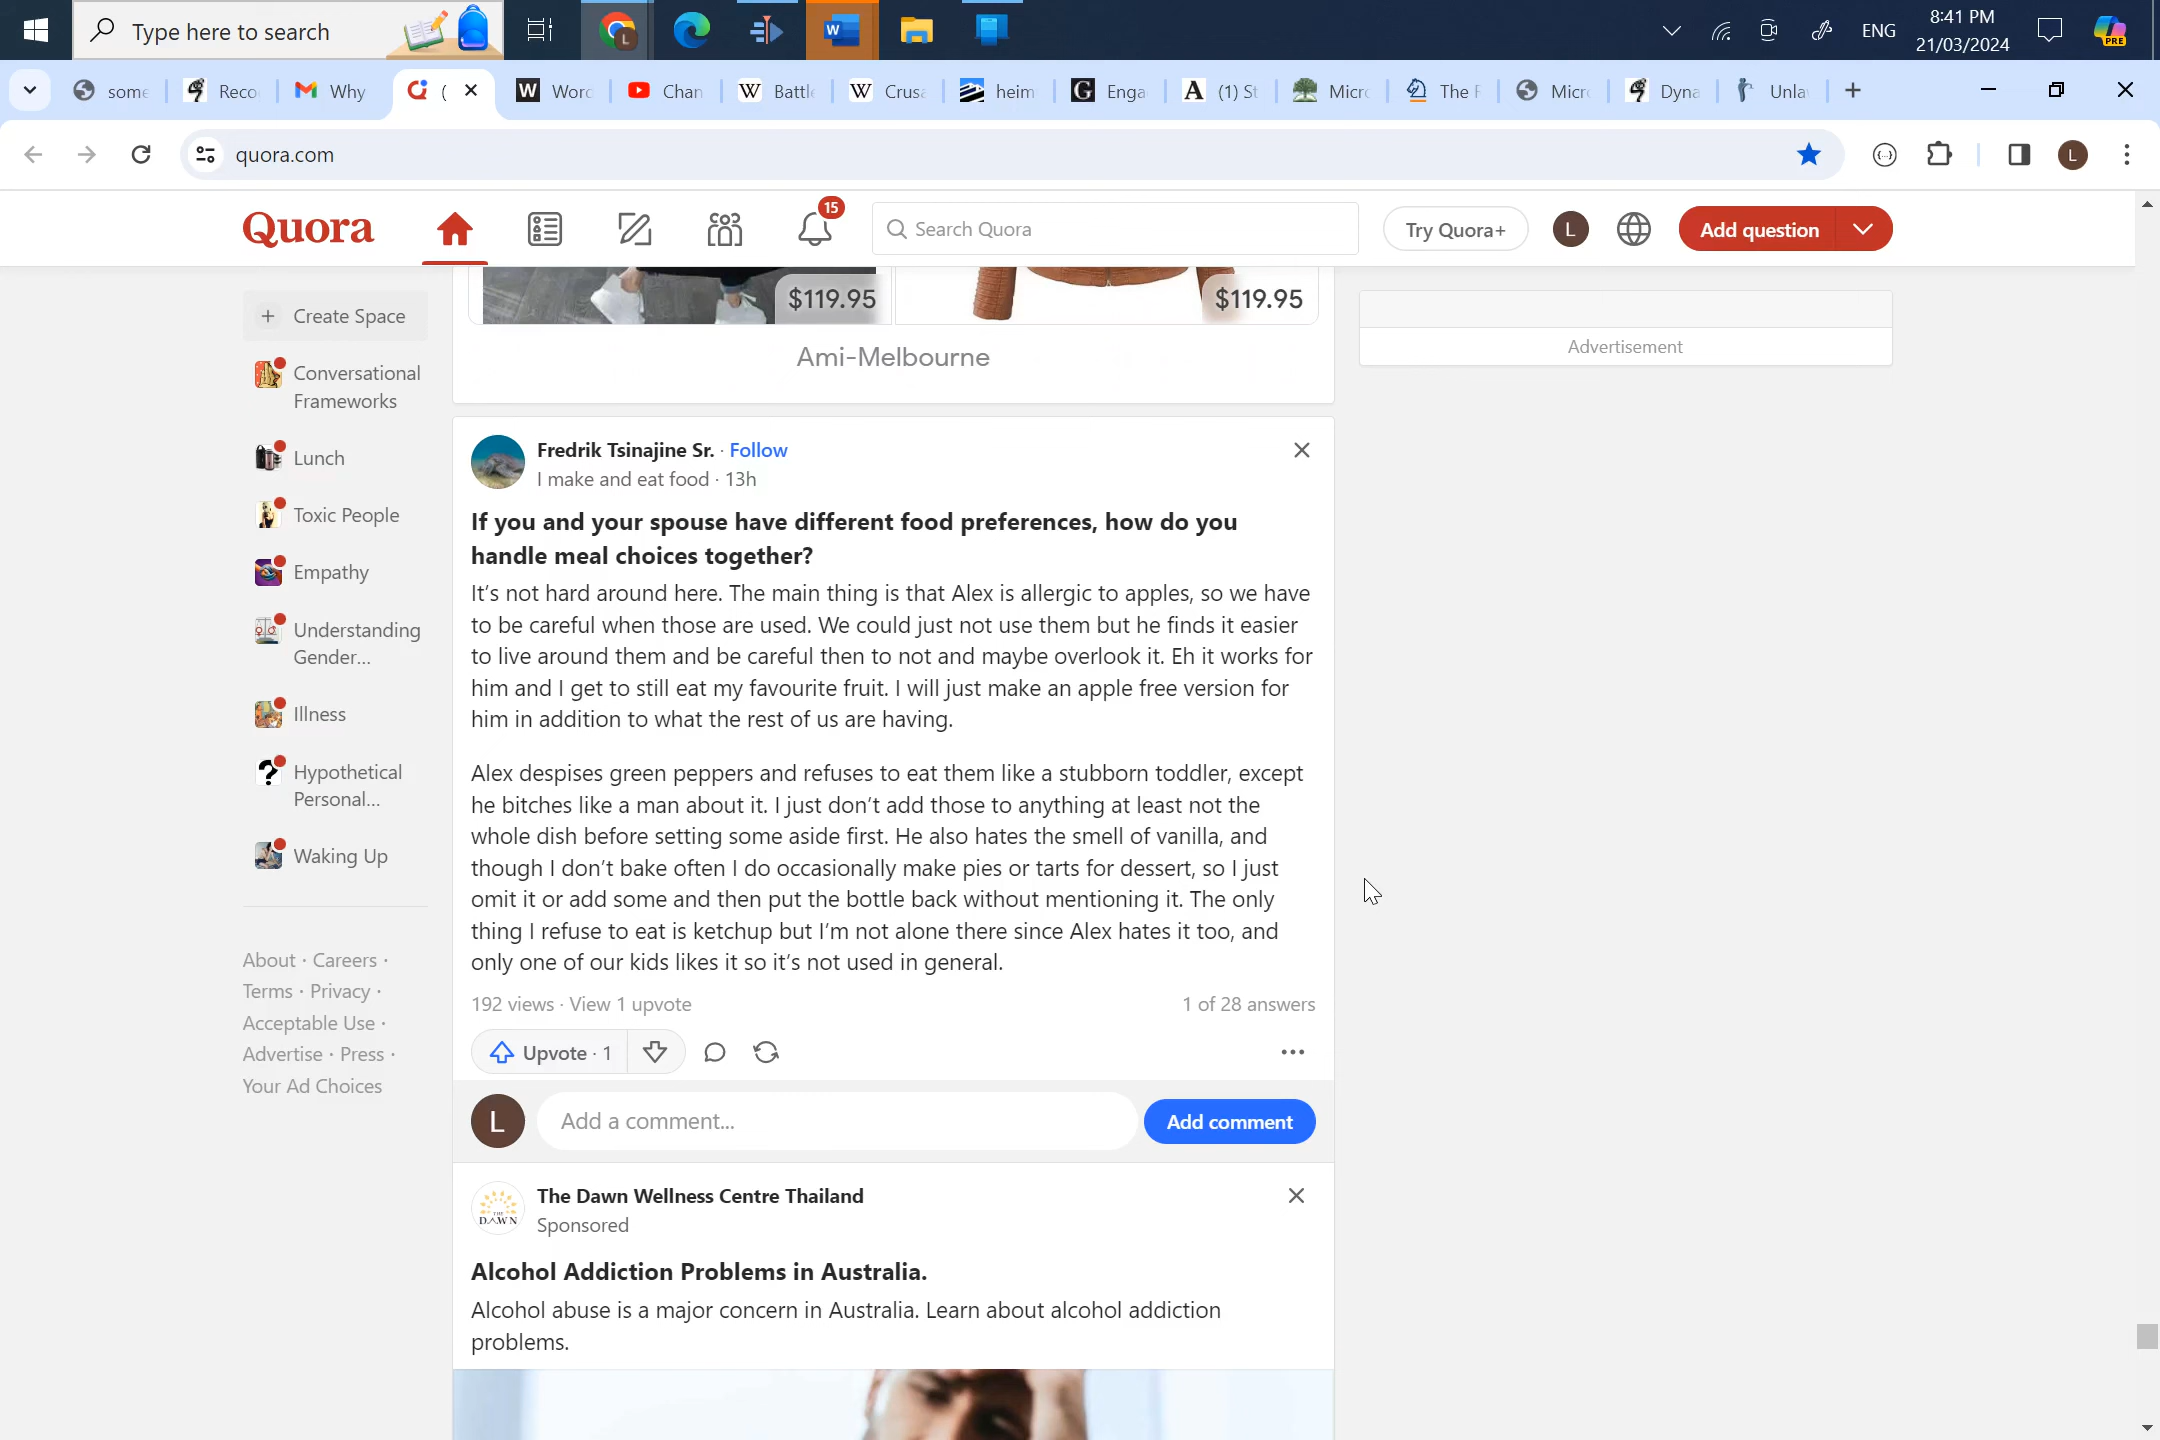 Type here to search
ENG
8:41 PM
21/03/2024
PRE
some
Reco
Why
(
Word
Chan
Battle
Crusa
heim
Enga
(1) St
Micro
The F
Micro
Dyna
Unla
quora.com
L
Quora
15
Search Quora
Try Quora+
L
Add question
Create Space
Conversational
Frameworks
Lunch
Toxic People
Empathy
Understanding
Gender...
Illness
Hypothetical
Personal...
Waking Up
About · Careers ·
Terms · Privacy ·
Acceptable Use ·
Advertise · Press ·
Your Ad Choices
$119.95
$119.95
Ami-Melbourne
Advertisement
Fredrik Tsinajine Sr. · Follow
I make and eat food · 13h
If you and your spouse have different food preferences, how do you
handle meal choices together?
It's not hard around here. The main thing is that Alex is allergic to apples, so we have
to be careful when those are used. We could just not use them but he finds it easier
to live around them and be careful then to not and maybe overlook it. Eh it works for
him and I get to still eat my favourite fruit. I will just make an apple free version for
him in addition to what the rest of us are having.
Alex despises green peppers and refuses to eat them like a stubborn toddler, except
he bitches like a man about it. I just don't add those to anything at least not the
whole dish before setting some aside first. He also hates the smell of vanilla, and
though I don't bake often I do occasionally make pies or tarts for dessert, so I just
omit it or add some and then put the bottle back without mentioning it. The only
thing I refuse to eat is ketchup but I'm not alone there since Alex hates it too, and
only one of our kids likes it so it's not used in general.
192 views · View 1 upvote
1 of 28 answers
Upvote · 1
L
Add a comment...
Add comment
THE
DAWN
The Dawn Wellness Centre Thailand
Sponsored
Alcohol Addiction Problems in Australia.
Alcohol abuse is a major concern in Australia. Learn about alcohol addiction
problems.